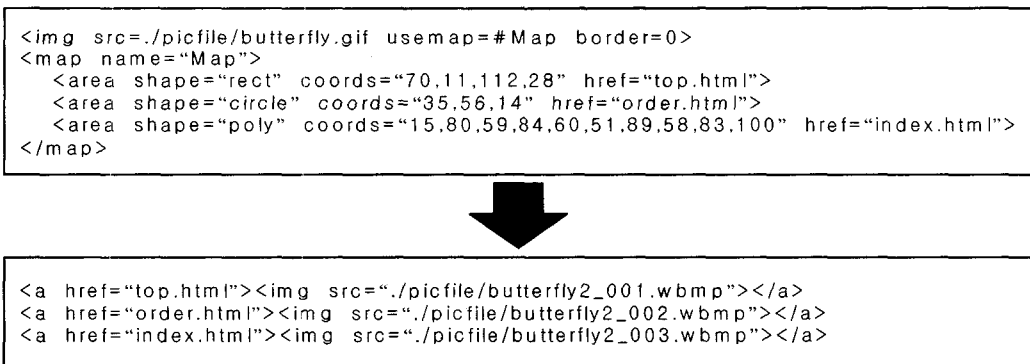 <img src=./picfile/butterfly.gif usemap=#Map border=0>
<map name=“Map”>
<area shape=“rect” coords=“70,11,112,28” href=“top.html”>
<area shape=“circle” coords=“35,56,14” href=“order.html”>
<area shape=“poly” coords=“15,80,59,84,60,51,89,58,83,100” href=“index.html”>
</map>
<a href=“top.html”><img src=“./picfile/butterfly2_001.wbmp”></a>
<a href=“order.html”><img src=“./picfile/butterfly2_002.wbmp”></a>
<a href=“index.html”><img src=“./picfile/butterfly2_003.wbmp”></a>